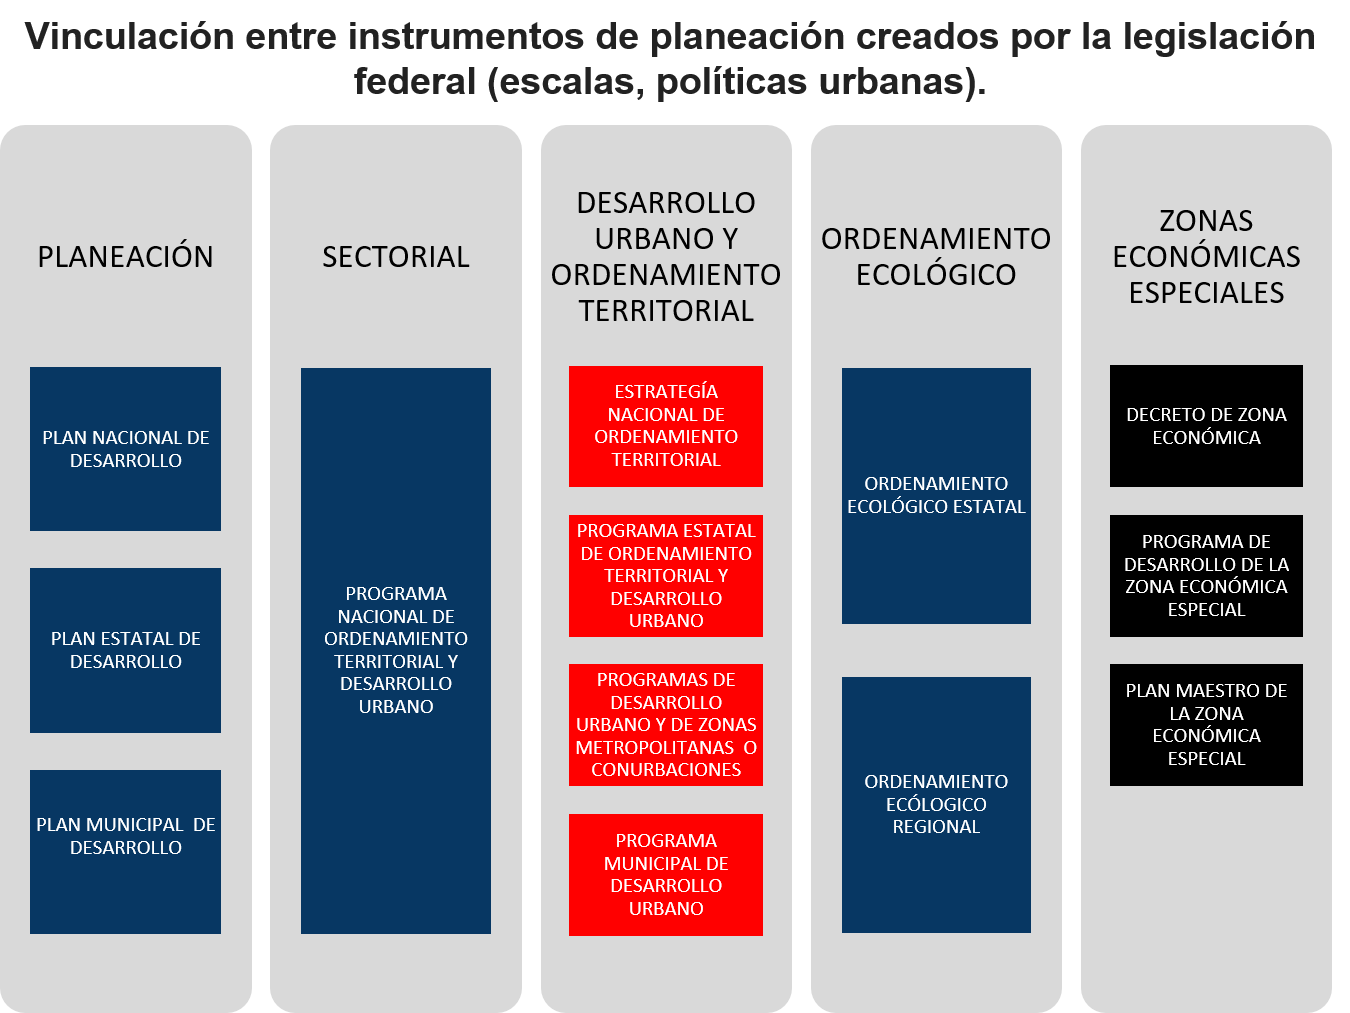 Vinculación entre instrumentos de planeación creados por la legislación
federal (escalas, políticas urbanas).
PLANEACIÓN
PLAN NACIONAL DE
DESARROLLO
PLAN ESTATAL DE
DESARROLLO
PLAN MUNICIPAL DE
DESARROLLO
SECTORIAL
PROGRAMA
NACIONAL DE
ORDENAMIENTO
TERRITORIAL Y
DESARROLLO
URBANO
DESARROLLO
URBANO Y
ORDENAMIENTO
TERRITORIAL
ESTRATEGÍA
NACIONAL DE
ORDENAMIENTO
TERRITORIAL
PROGRAMA ESTATAL
DE ORDENAMIENTO
TERRITORIAL Y
DESARROLLO
URBANO
PROGRAMAS DE
DESARROLLO
URBANO Y DE ZONAS
METROPOLITANAS O
CONURBACIONES
PROGRAMA
MUNICIPAL DE
DESARROLLO
URBANO
ORDENAMIENTO
ECOLÓGICO
ORDENAMIENTO
ECOLÓGICO ESTATAL
ORDENAMIENTO
ECÓLOGICO
REGIONAL
ZONAS
ECONÓMICAS
ESPECIALES
DECRETO DE ZONA
ECONÓMICA
PROGRAMA DE
DESARROLLO DE LA
ZONA ECONÓMICA
ESPECIAL
PLAN MAESTRO DE
LA ZONA
ECONÓMICA
ESPECIAL